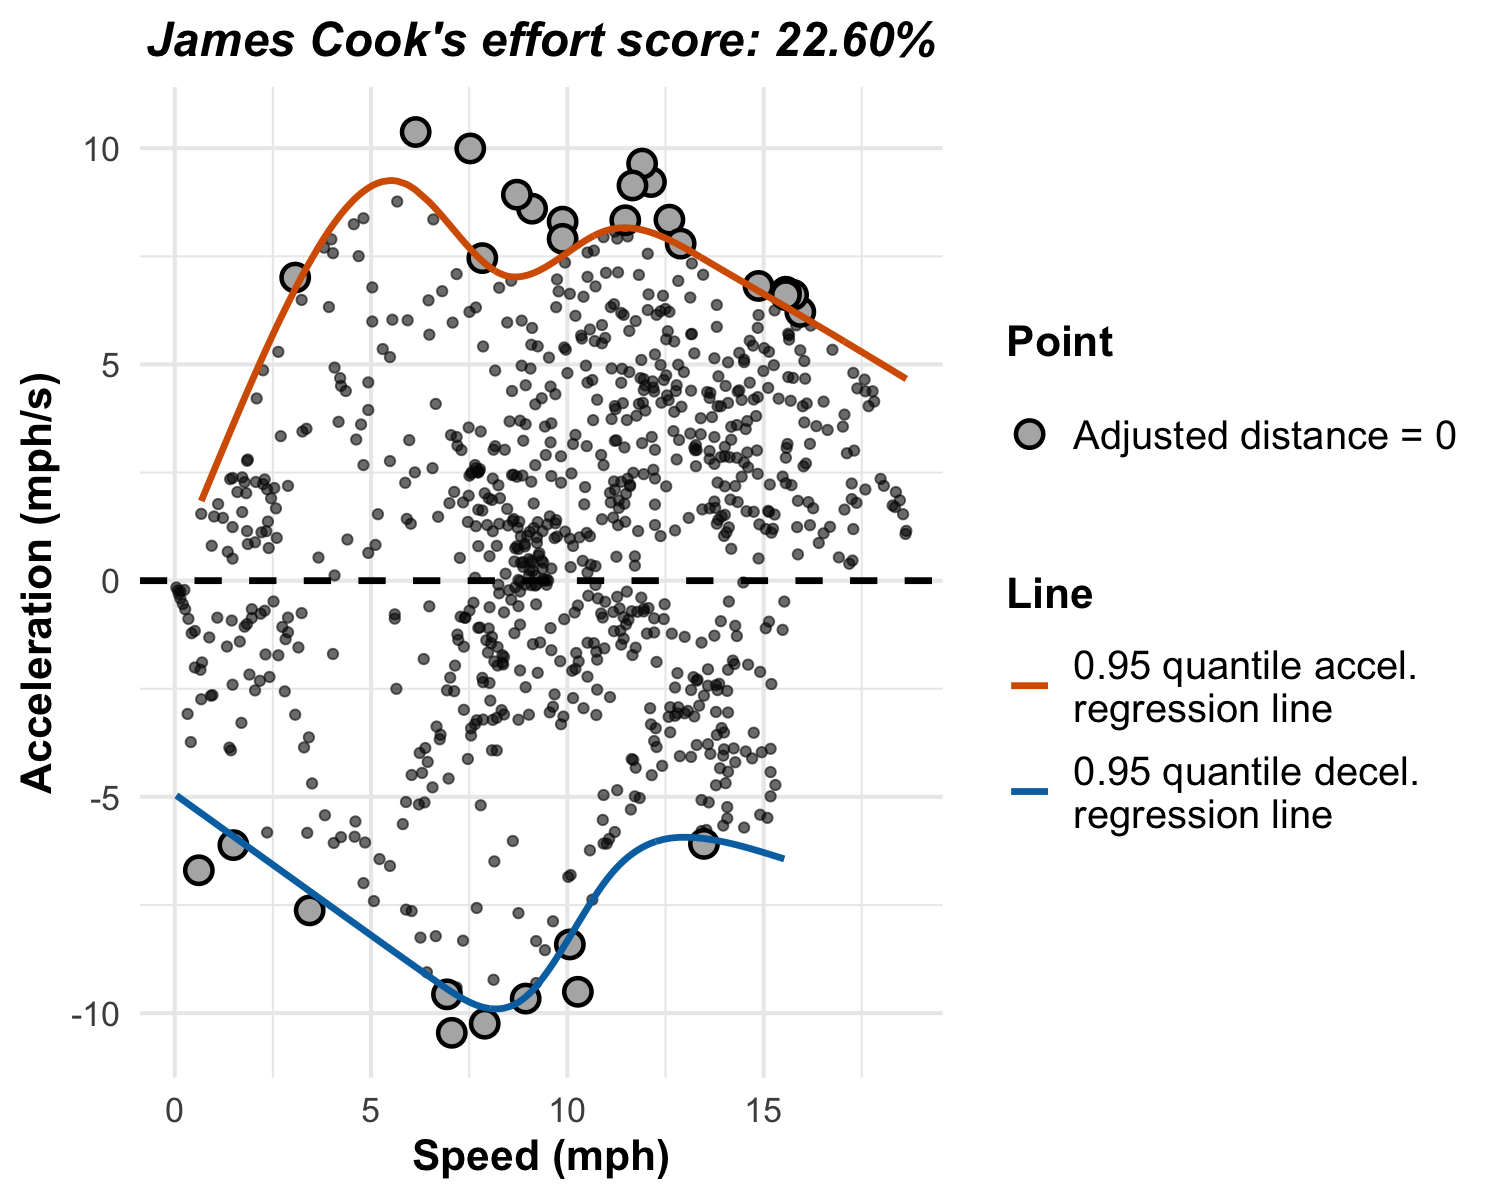 James Cook's effort score: 22.60%
Acceleration (mph/s)
10
5
0
-5
-10
0 5 10 15
Speed (mph)
Point
Adjusted distance = 0
Line
0.95 quantile accel.
regression line
0.95 quantile decel.
regression line